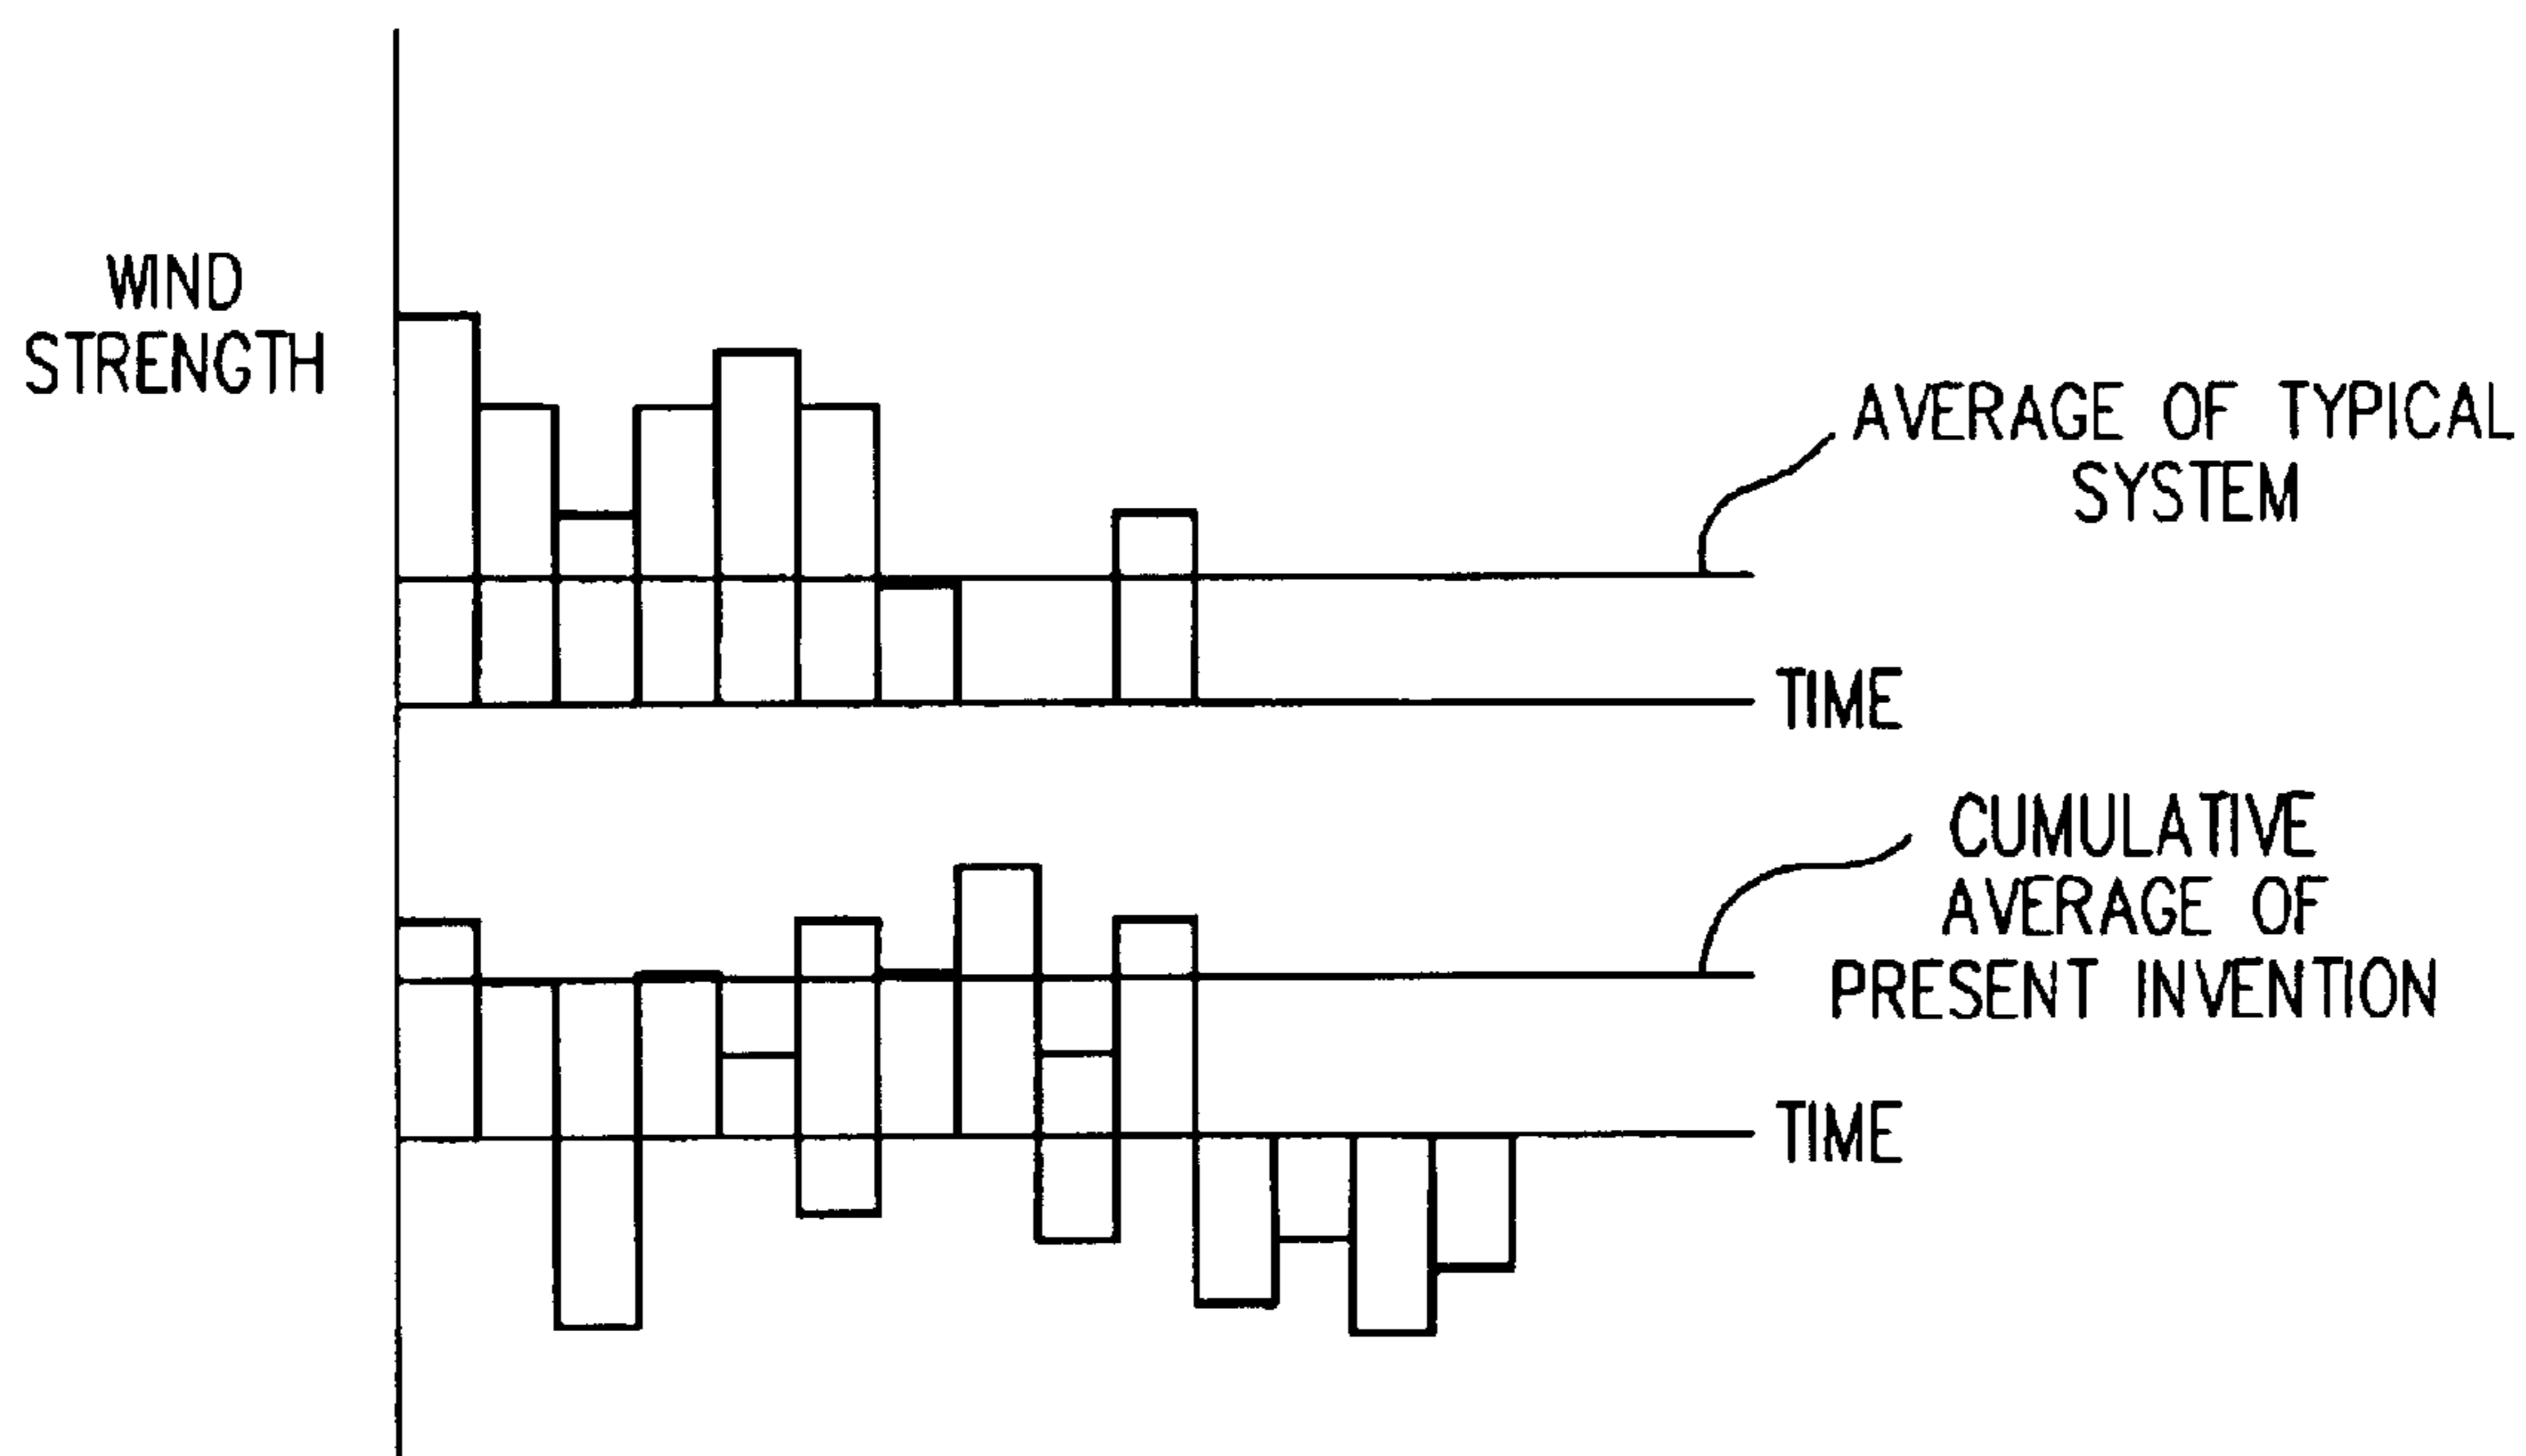 WIND
STRENGTH
AVERAGE OF TYPICAL
SYSTEM
TIME
CUMULATIVE
AVERAGE OF
PRESENT INVENTION
TIME